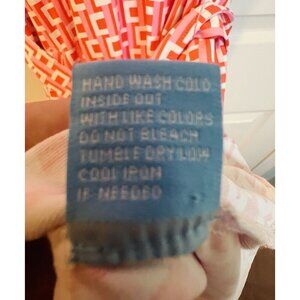 HAND WASH COLD
INSIDE OUT
WITH LIKE COLORS
DO NOT BLEACH
TUMBLE DRY LOW
COOL IRON
IF NEEDED